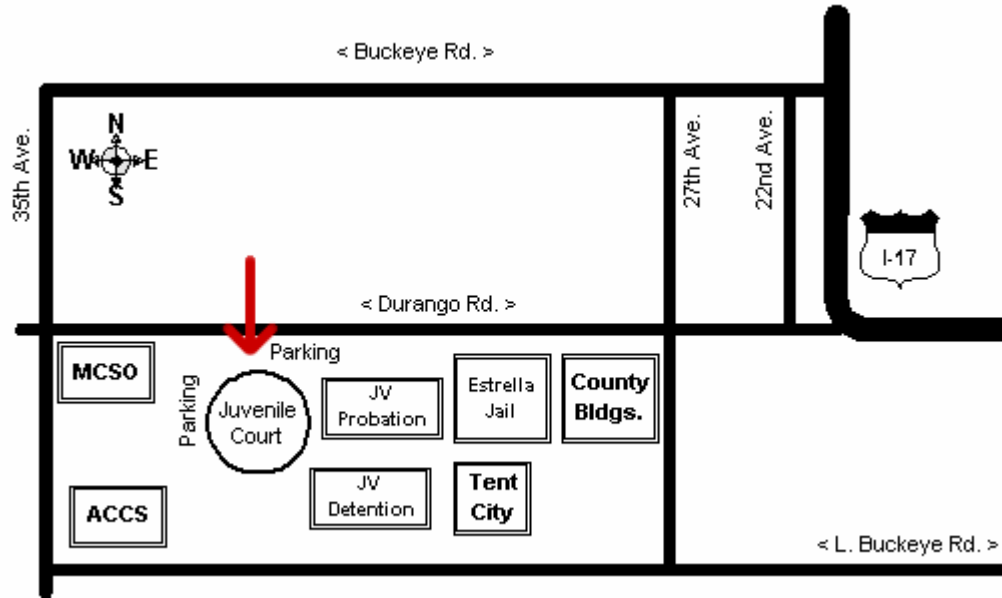 < Buckeye Rd. >
35th Ave.
N
W E
S
27th Ave.
22nd Ave.
I-17
< Durango Rd. >
MCSO
Parking
Parking
Juvenile
Court
JV
Probation
Estrella
Jail
County
Bldgs.
ACCS
JV
Detention
Tent
City
< L. Buckeye Rd. >